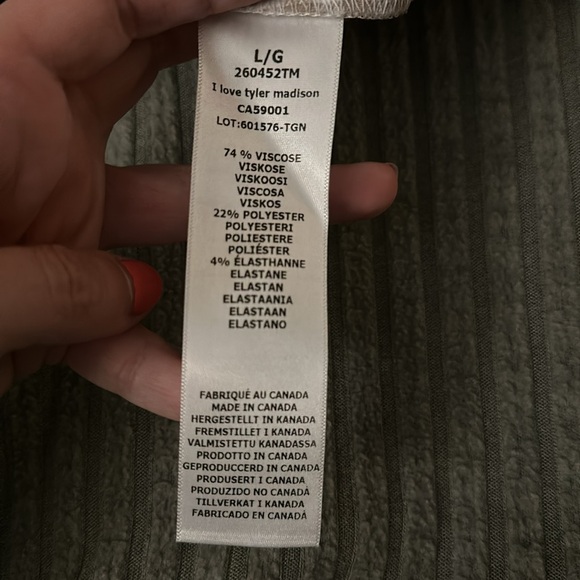 L/G
260452TM
I love tyler madison
CA59001
LOT:601576-TGN
74 % VISCOSE
VISKOSE
VISKOOSI
VISCOSA
VISKOS
22% POLYESTER
POLYESTERI
POLIESTERE
POLIÉSTER
4% ÉLASTHANNE
ELASTANE
ELASTAN
ELASTAANIA
ELASTAAN
ELASTANO
FABRIQUÉ AU CANADA
MADE IN CANADA
HERGESTELLT IN KANADA
FREMSTILLET I KANADA
VALMISTETTU KANADASSA
PRODOTTO IN CANADA
GEPRODUCCERD IN CANADA
PRODUSERT I CANADA
PRODUZIDO NO CANADÁ
TILLVERKAT I KANADA
FABRICADO EN CANADÁ